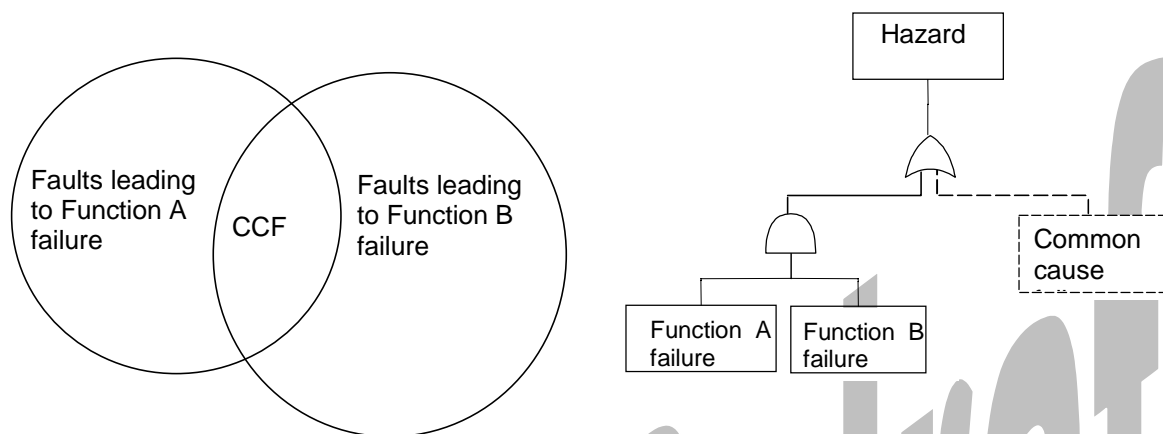 Faults leading
to Function A
failure
CCF
Faults leading
to Function B
failure
Hazard
Common
cause
Function A
failure
Function B
failure